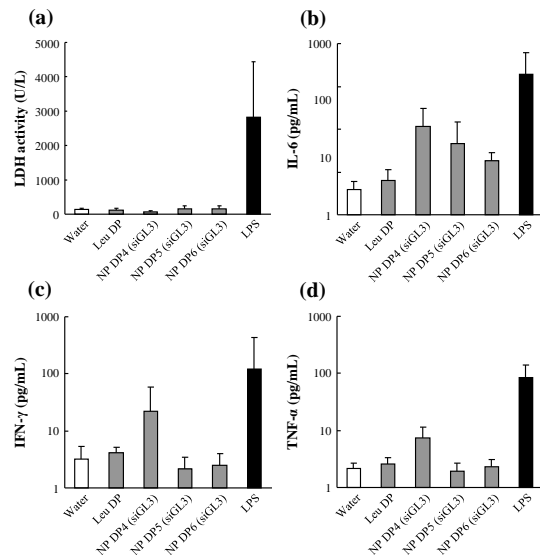 (a)
LDH activity (U/L)
5000
4000
3000
2000
1000
0
Water
Leu DP
NP DP4 (siGL3)
NP DP5 (siGL3)
NP DP6 (siGL3)
LPS
(b)
IL-6 (pg/mL)
1000
100
10
1
Water
Leu DP
NP DP4 (siGL3)
NP DP5 (siGL3)
NP DP6 (siGL3)
LPS
(c)
IFN-γ (pg/mL)
1000
100
10
1
Water
Leu DP
NP DP4 (siGL3)
NP DP5 (siGL3)
NP DP6 (siGL3)
LPS
(d)
TNF-α (pg/mL)
1000
100
10
1
Water
Leu DP
NP DP4 (siGL3)
NP DP5 (siGL3)
NP DP6 (siGL3)
LPS